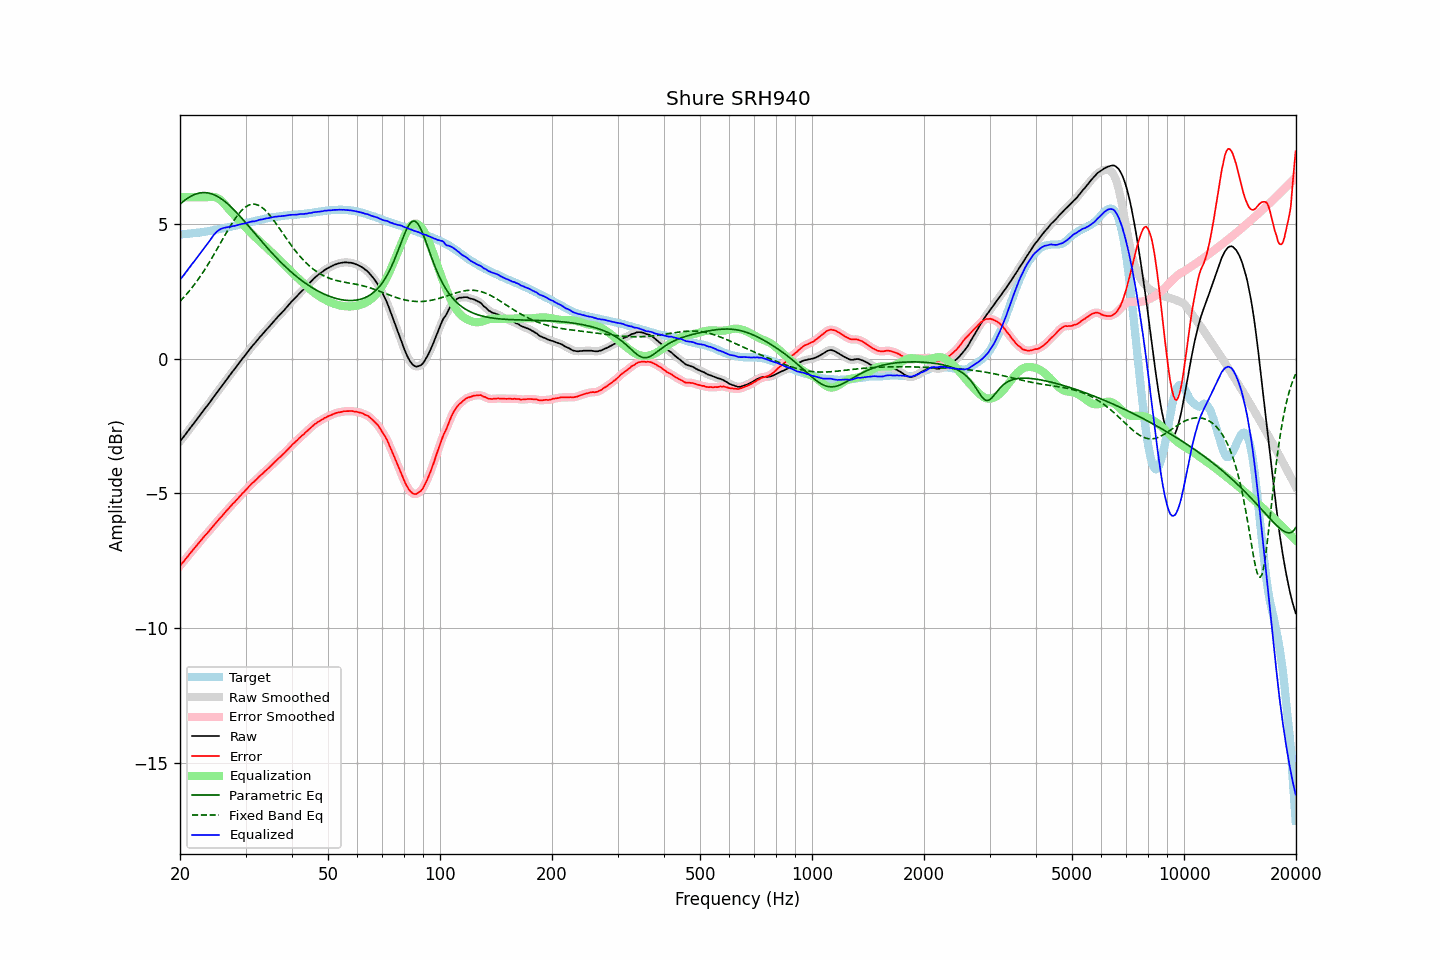 Shure SRH940
Amplitude (dBr)
5
0
−5
−10
−15
Target
Raw Smoothed
Error Smoothed
Raw
Error
Equalization
Parametric Eq
Fixed Band Eq
Equalized
20 50 100 200 500 1000 2000 5000 10000 20000
Frequency (Hz)